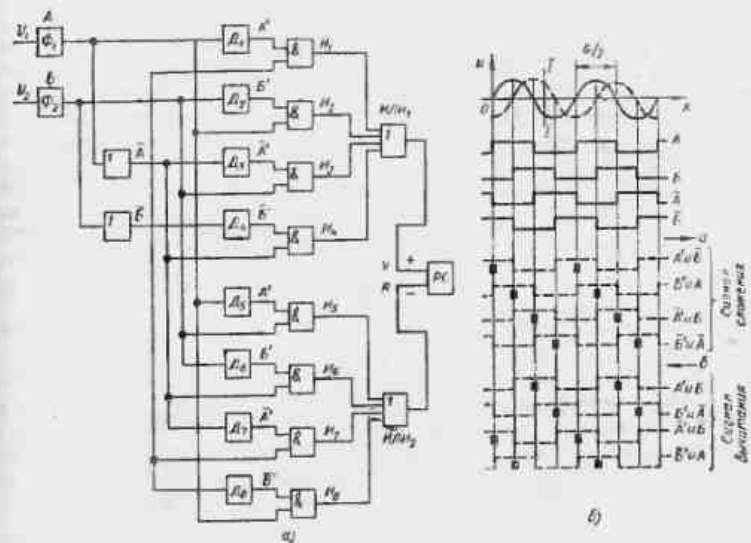 A
U₁
Ф₁
В
U₂
Ф₂
1
Ā
1
Б̄
Д₁
A'
&
И₁
Д₂
Б'
&
И₂
Д₃
Ā'
&
И₃
Д₄
Б̄'
&
И₄
Д₅
A'
&
И₅
Д₆
Б'
&
И₆
Д₇
Ā'
&
И₇
Д₈
Б̄'
&
И₈
ИЛИ₁
1
V
+
R
−
РС
1
ИЛИ₂
а)
u
I
G/2
0
x
I
A
Б
Ā
Б̄
а
A'иБ̄
Б'иA
Ā'иБ
Б̄'иĀ
Сигнал сложения
в
A'иБ
Б'иĀ
Ā'иБ̄
Б̄'иA
Сигнал вычитания
б)